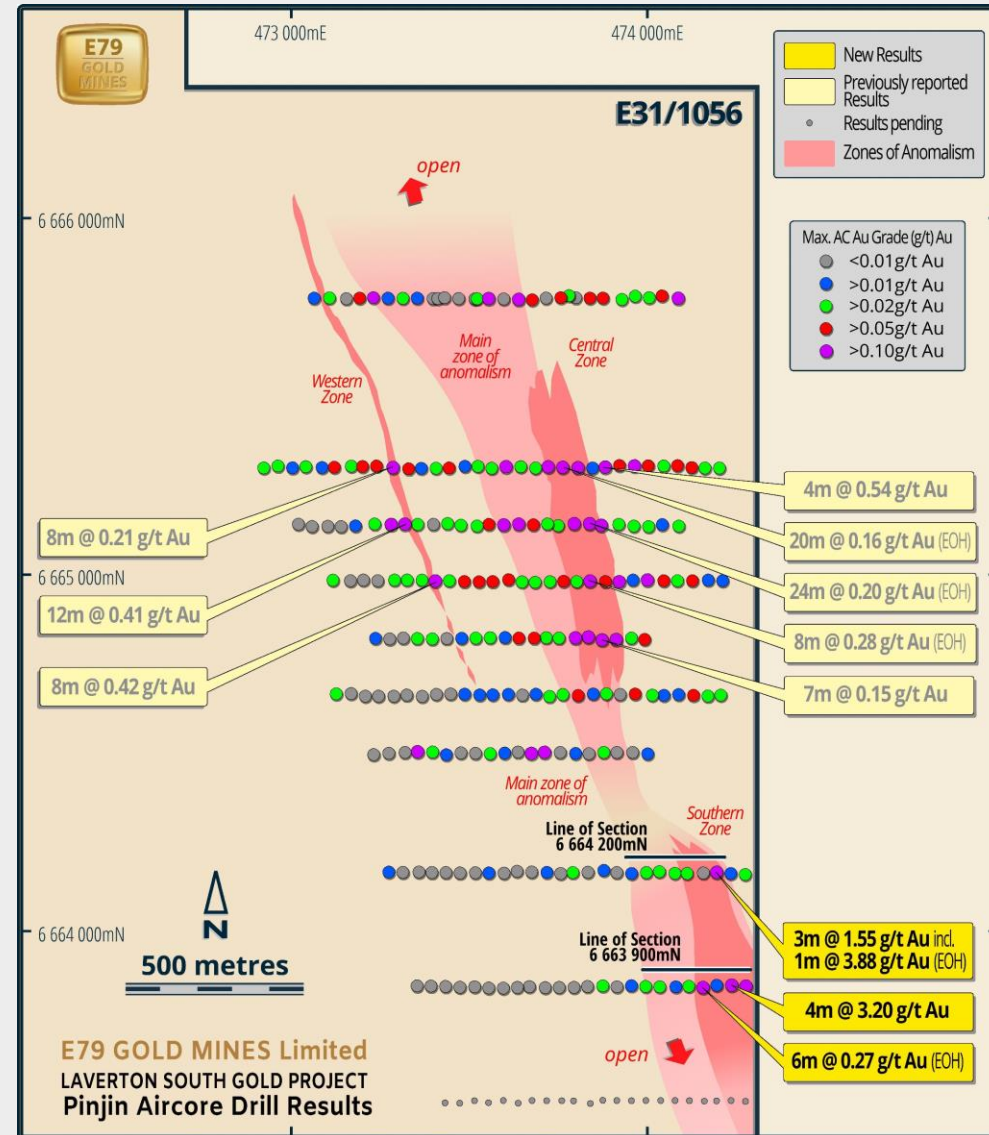 E79
GOLD
MINES
473 000mE
474 000mE
New Results
Previously reported
Results
Results pending
Zones of Anomalism
E31/1056
open
6 666 000mN
Max. AC Au Grade (g/t) Au
<0.01g/t Au
>0.01g/t Au
>0.02g/t Au
>0.05g/t Au
>0.10g/t Au
Main
zone of
anomalism
Central
Zone
Western
Zone
4m @ 0.54 g/t Au
8m @ 0.21 g/t Au
20m @ 0.16 g/t Au (EOH)
6 665 000mN
24m @ 0.20 g/t Au (EOH)
12m @ 0.41 g/t Au
8m @ 0.28 g/t Au (EOH)
8m @ 0.42 g/t Au
7m @ 0.15 g/t Au
Main zone of
anomalism
Southern
Zone
Line of Section
6 664 200mN
N
6 664 000mN
Line of Section
6 663 900mN
3m @ 1.55 g/t Au incl.
1m @ 3.88 g/t Au (EOH)
500 metres
4m @ 3.20 g/t Au
6m @ 0.27 g/t Au (EOH)
open
E79 GOLD MINES Limited
LAVERTON SOUTH GOLD PROJECT
Pinjin Aircore Drill Results